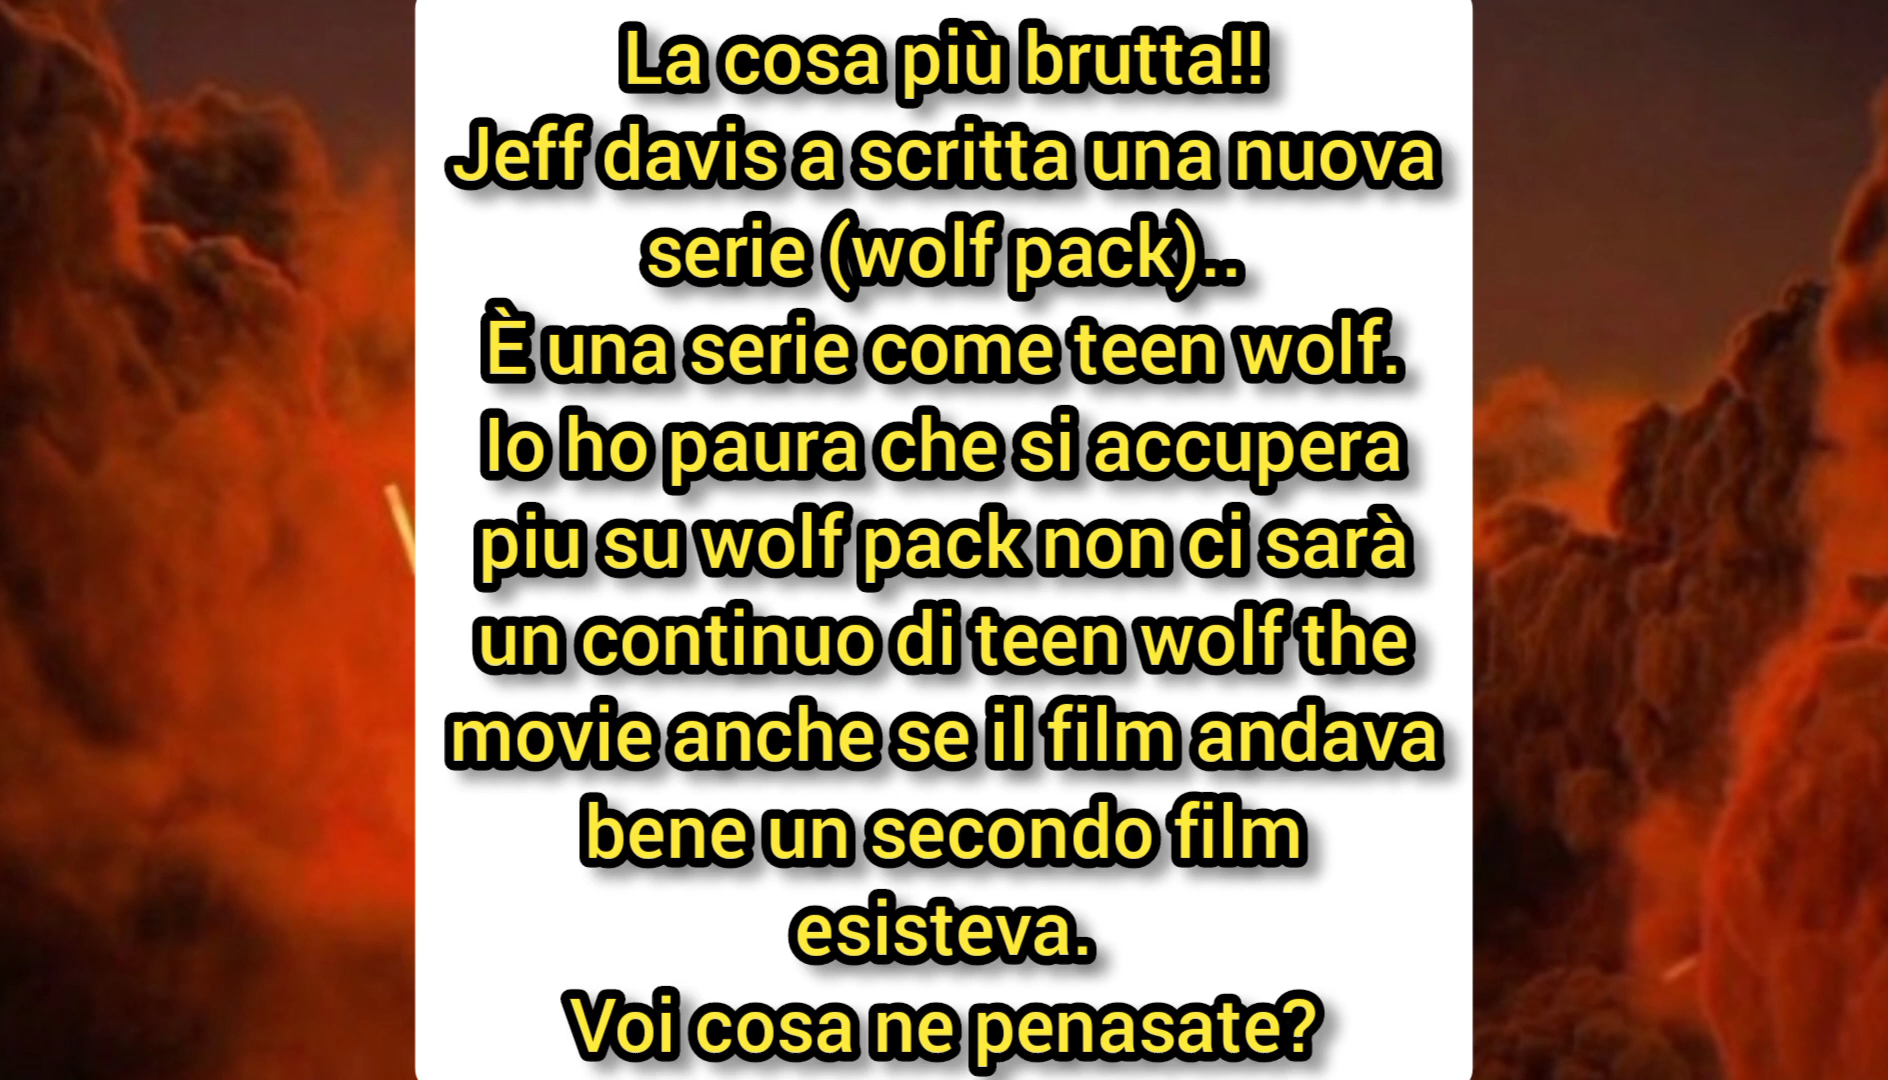 La cosa più brutta!!
Jeff davis a scritta una nuova
serie (wolf pack)..
È una serie come teen wolf.
Io ho paura che si accupera
piu su wolf pack non ci sarà
un continuo di teen wolf the
movie anche se il film andava
bene un secondo film
esisteva.
Voi cosa ne penasate?